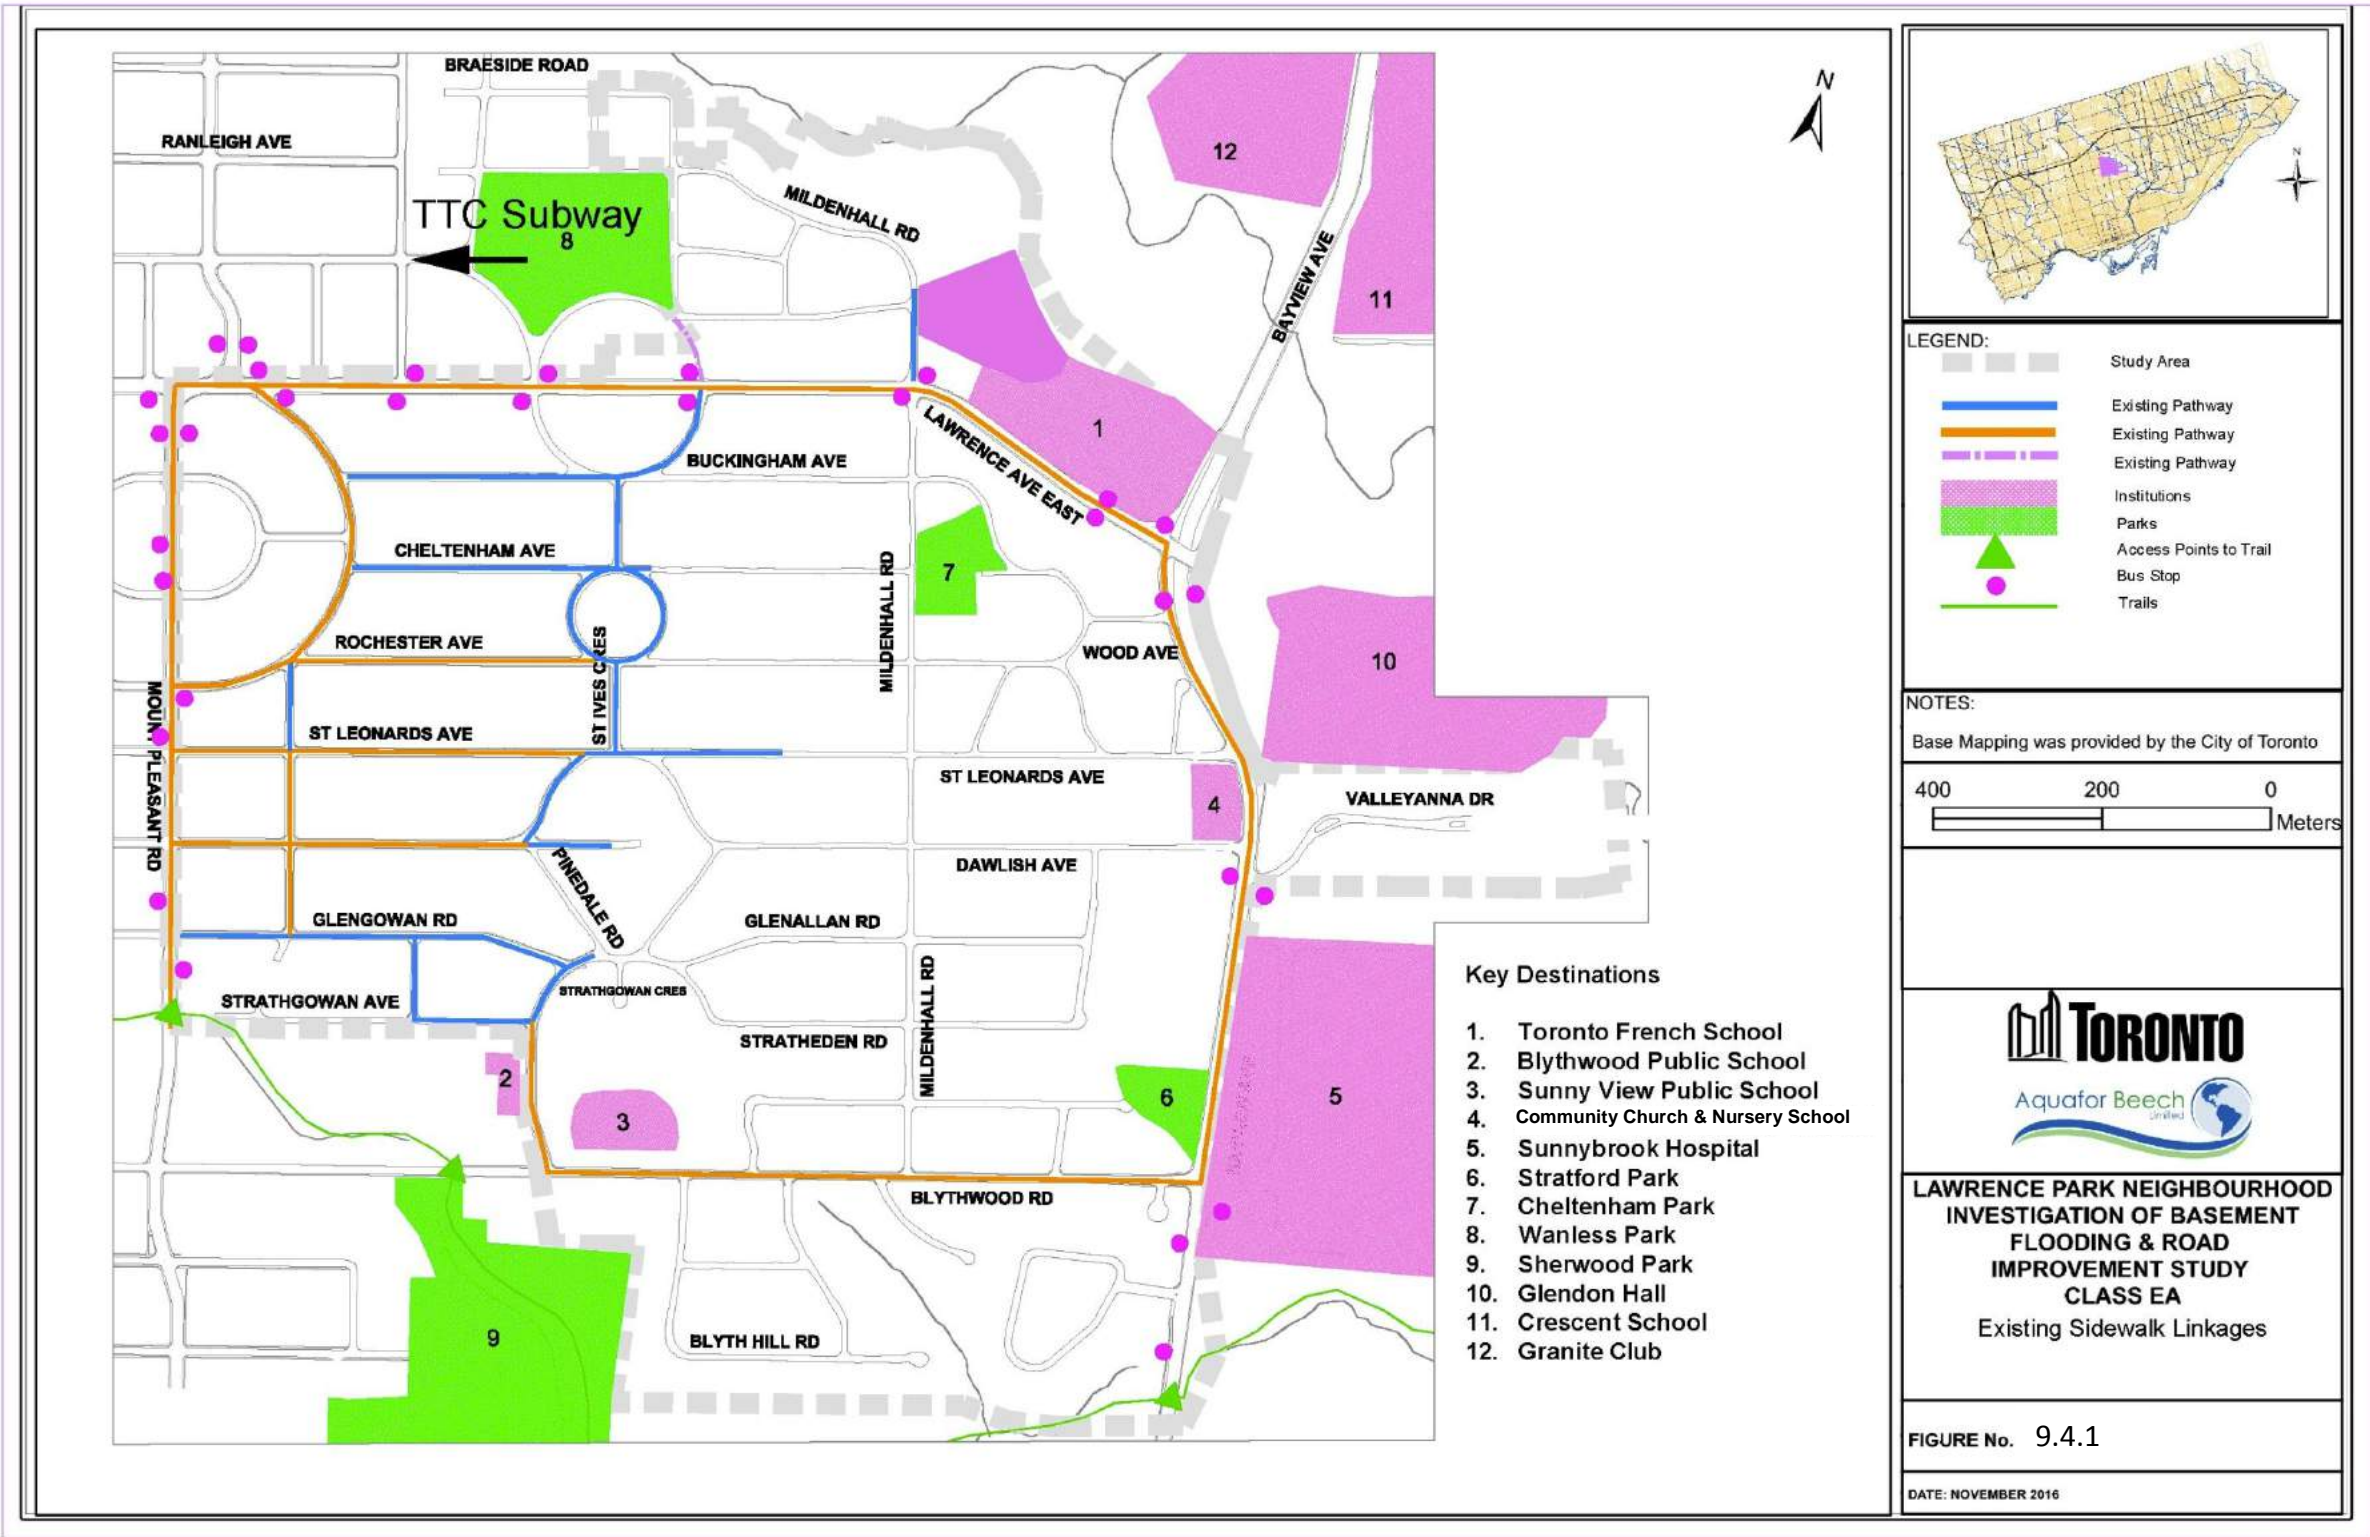 BRAESIDE ROAD
RANLEIGH AVE
TTC Subway
8
MILDENHALL RD
12
11
BAYVIEW AVE
1
LAWRENCE AVE EAST
BUCKINGHAM AVE
CHELTENHAM AVE
7
MILDENHALL RD
ROCHESTER AVE
ST IVES CRES
WOOD AVE
10
MOUNT PLEASANT RD
ST LEONARDS AVE
ST LEONARDS AVE
4
VALLEYANNA DR
PINEDALE RD
DAWLISH AVE
GLENGOWAN RD
GLENALLAN RD
STRATHGOWAN AVE
STRATHGOWAN CRES
MILDENHALL RD
STRATHEDEN RD
2
3
6
5
BLYTHWOOD RD
9
BLYTH HILL RD
N
Key Destinations
1. Toronto French School
2. Blythwood Public School
3. Sunny View Public School
4. Community Church & Nursery School
5. Sunnybrook Hospital
6. Stratford Park
7. Cheltenham Park
8. Wanless Park
9. Sherwood Park
10. Glendon Hall
11. Crescent School
12. Granite Club
N
LEGEND:
Study Area
Existing Pathway
Existing Pathway
Existing Pathway
Institutions
Parks
Access Points to Trail
Bus Stop
Trails
NOTES:
Base Mapping was provided by the City of Toronto
400 200 0
Meters
TORONTO
Aquafor Beech
Limited
LAWRENCE PARK NEIGHBOURHOOD
INVESTIGATION OF BASEMENT
FLOODING & ROAD
IMPROVEMENT STUDY
CLASS EA
Existing Sidewalk Linkages
FIGURE No. 9.4.1
DATE: NOVEMBER 2016